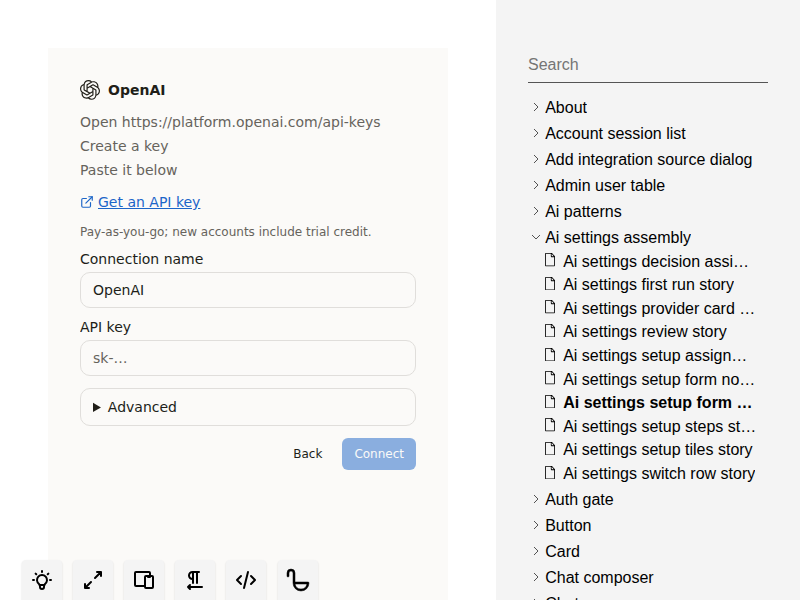 OpenAI
Open https://platform.openai.com/api-keys
Create a key
Paste it below
Get an API key
Pay-as-you-go; new accounts include trial credit.
Connection name
OpenAI
API key
sk-...
Advanced
Back
Connect
Search
About
Account session list
Add integration source dialog
Admin user table
Ai patterns
Ai settings assembly
Ai settings decision assi...
Ai settings first run story
Ai settings provider card ...
Ai settings review story
Ai settings setup assign...
Ai settings setup form no...
Ai settings setup form ...
Ai settings setup steps st...
Ai settings setup tiles story
Ai settings switch row story
Auth gate
Button
Card
Chat composer